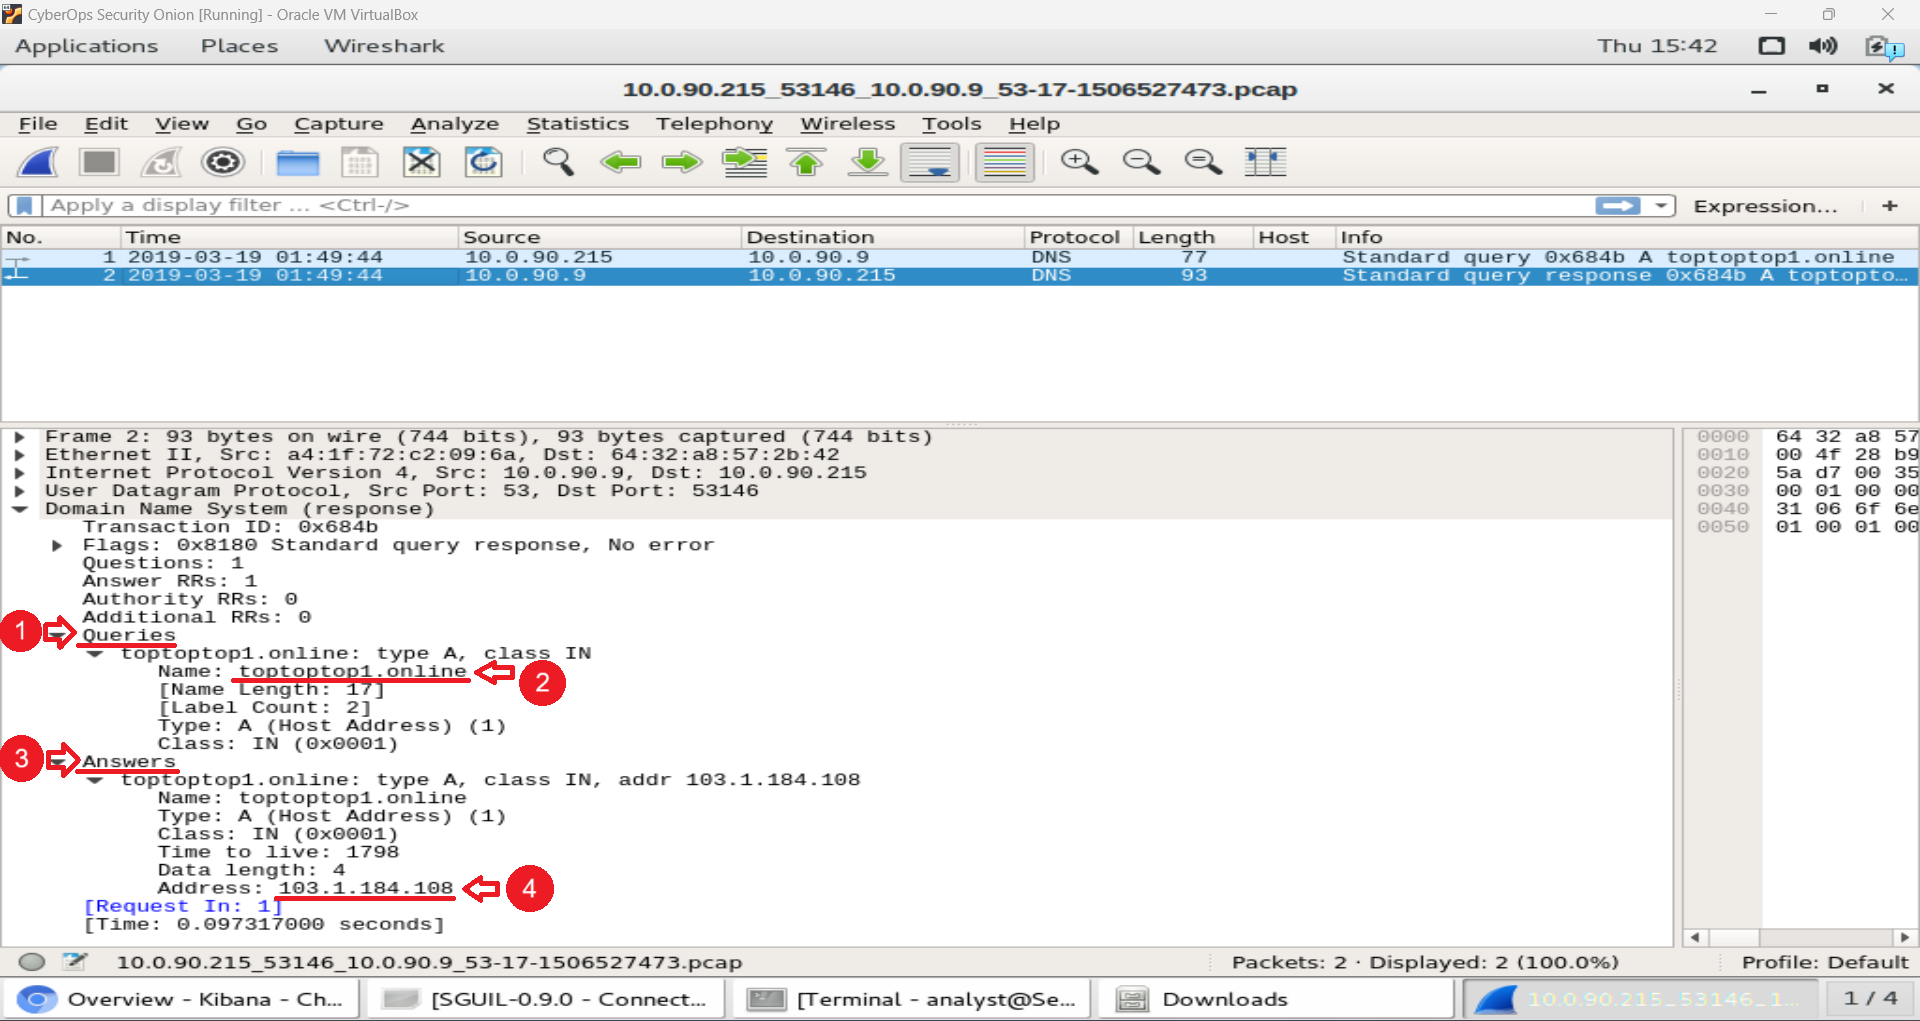 CyberOps Security Onion [Running] - Oracle VM VirtualBox
Applications Places Wireshark Thu 15:42
10.0.90.215_53146_10.0.90.9_53-17-1506527473.pcap
File Edit View Go Capture Analyze Statistics Telephony Wireless Tools Help
Apply a display filter ... <Ctrl-/> Expression... +
No. Time Source Destination Protocol Length Host Info
1 2019-03-19 01:49:44 10.0.90.215 10.0.90.9 DNS 77 Standard query 0x684b A toptoptop1.online
2 2019-03-19 01:49:44 10.0.90.9 10.0.90.215 DNS 93 Standard query response 0x684b A toptopto...
Frame 2: 93 bytes on wire (744 bits), 93 bytes captured (744 bits)
Ethernet II, Src: a4:1f:72:c2:09:6a, Dst: 64:32:a8:57:2b:42
Internet Protocol Version 4, Src: 10.0.90.9, Dst: 10.0.90.215
User Datagram Protocol, Src Port: 53, Dst Port: 53146
Domain Name System (response)
Transaction ID: 0x684b
Flags: 0x8180 Standard query response, No error
Questions: 1
Answer RRs: 1
Authority RRs: 0
Additional RRs: 0
1 Queries
toptoptop1.online: type A, class IN
Name: toptoptop1.online 2
[Name Length: 17]
[Label Count: 2]
Type: A (Host Address) (1)
Class: IN (0x0001)
3 Answers
toptoptop1.online: type A, class IN, addr 103.1.184.108
Name: toptoptop1.online
Type: A (Host Address) (1)
Class: IN (0x0001)
Time to live: 1798
Data length: 4
Address: 103.1.184.108 4
[Request In: 1]
[Time: 0.097317000 seconds]
0000 64 32 a8 57
0010 00 4f 28 b9
0020 5a d7 00 35
0030 00 01 00 00
0040 31 06 6f 6e
0050 01 00 01 00
10.0.90.215_53146_10.0.90.9_53-17-1506527473.pcap Packets: 2 · Displayed: 2 (100.0%) Profile: Default
Overview - Kibana - Ch... [SGUIL-0.9.0 - Connect... [Terminal - analyst@Se... Downloads 10.0.90.215_53146_1... 1 / 4